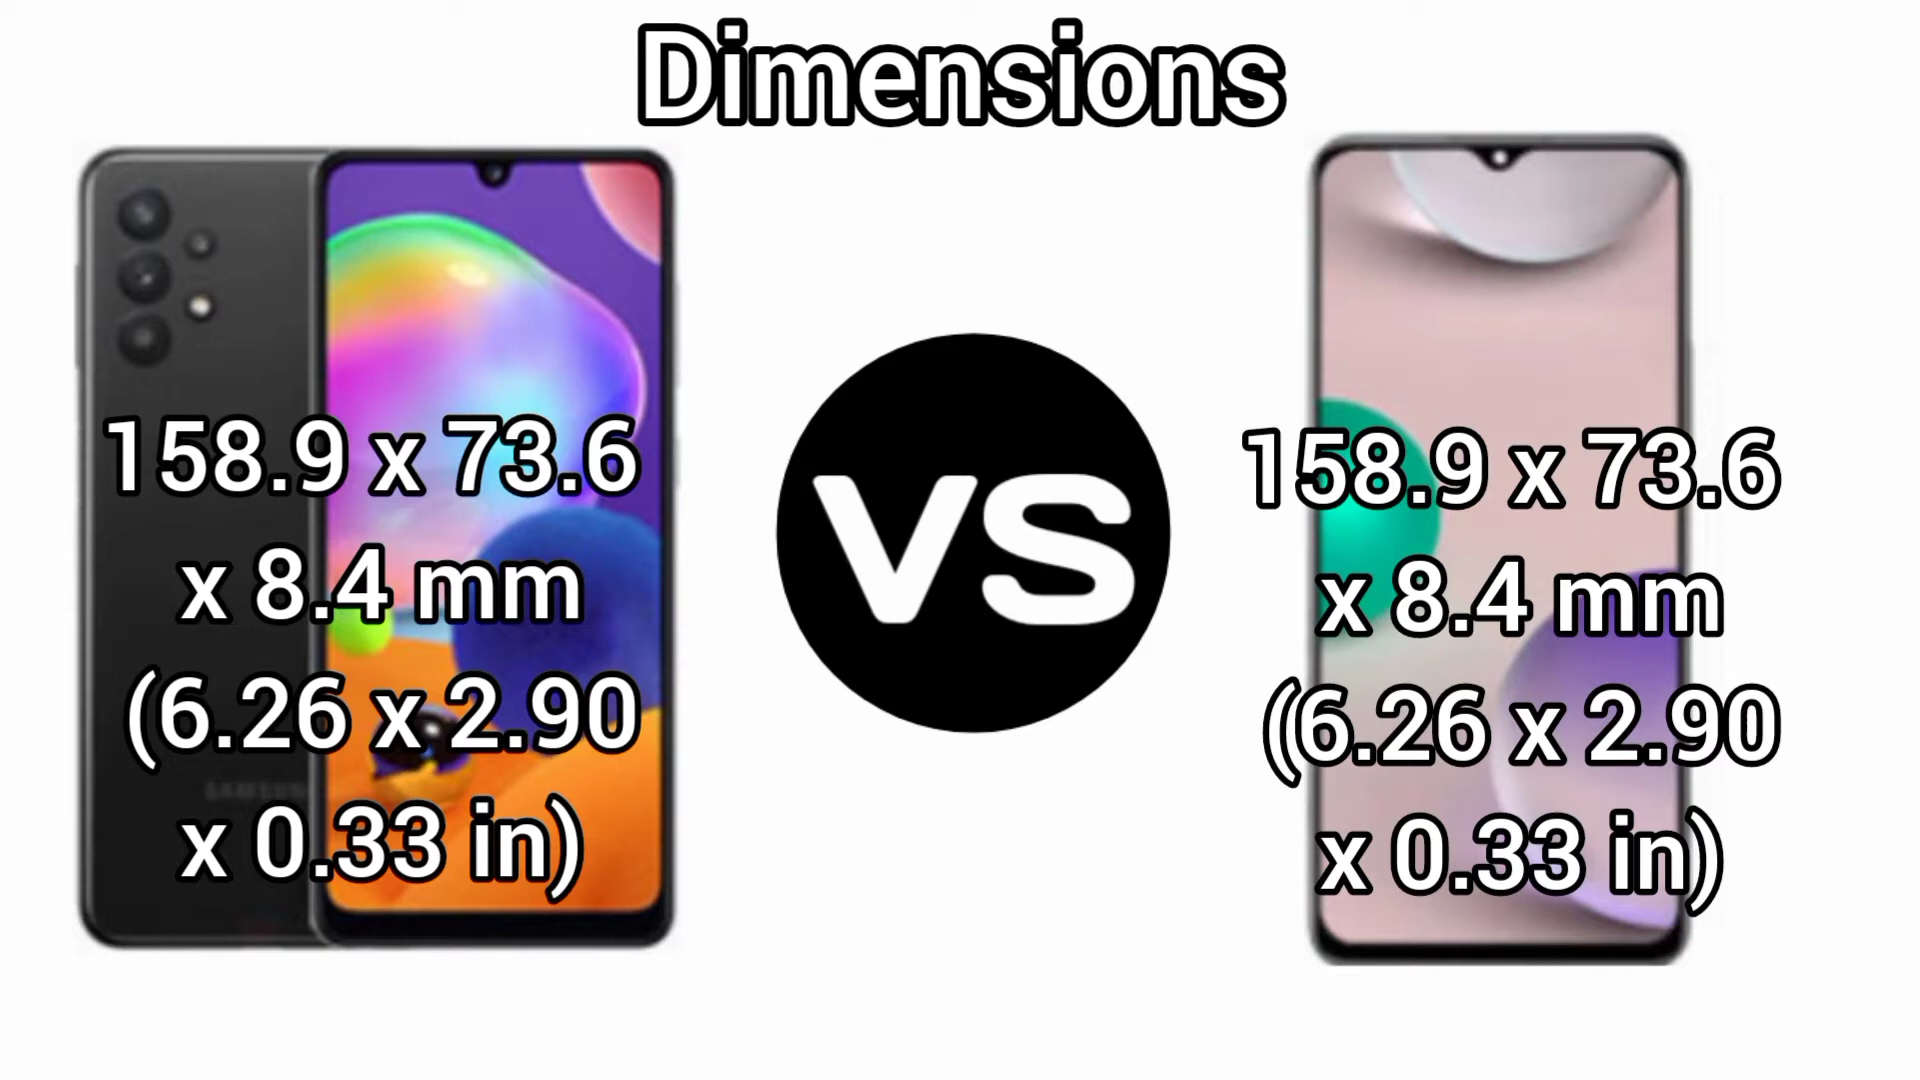 Dimensions
158.9 x 73.6
x 8.4 mm
(6.26 x 2.90
x 0.33 in)
VS
158.9 x 73.6
x 8.4 mm
(6.26 x 2.90
x 0.33 in)
SAMSUNG